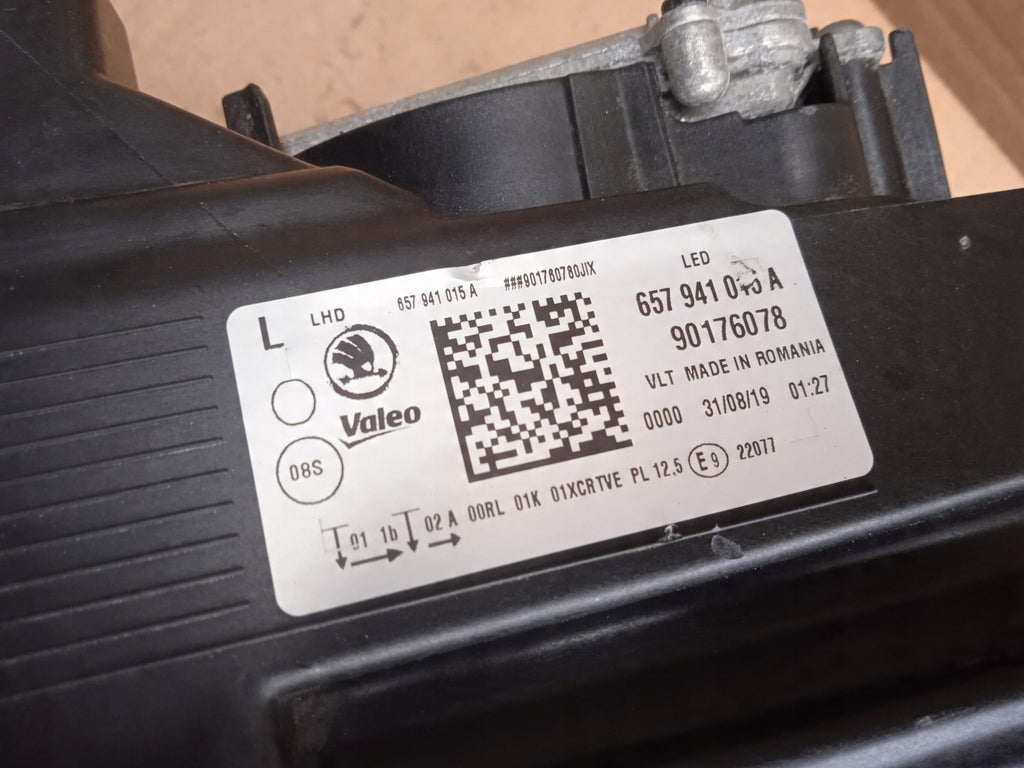 L LHD 657 941 015 A ###901760780JIX LED
657 941 015 A
90176078
Valeo
VLT MADE IN ROMANIA
0000 31/08/19 01:27
08S
01 1b 02 A 00RL 01K 01XCRTVE PL 12,5 E9 22077